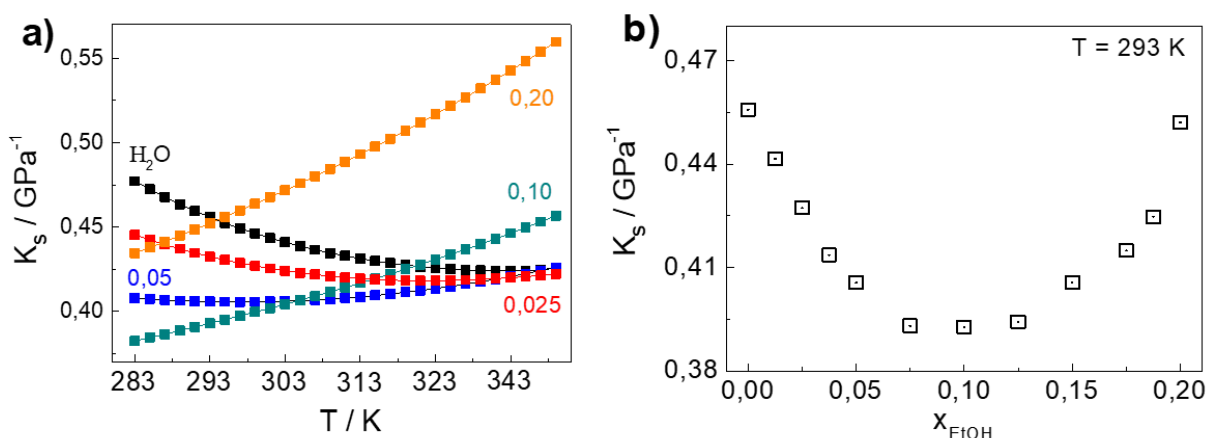 a)
K_s / GPa⁻¹
0,55
0,50
0,45
0,40
H₂O
0,20
0,10
0,05
0,025
283 293 303 313 323 343
T / K
b)
T = 293 K
K_s / GPa⁻¹
0,47
0,44
0,41
0,38
0,00 0,05 0,10 0,15 0,20
x_EtOH